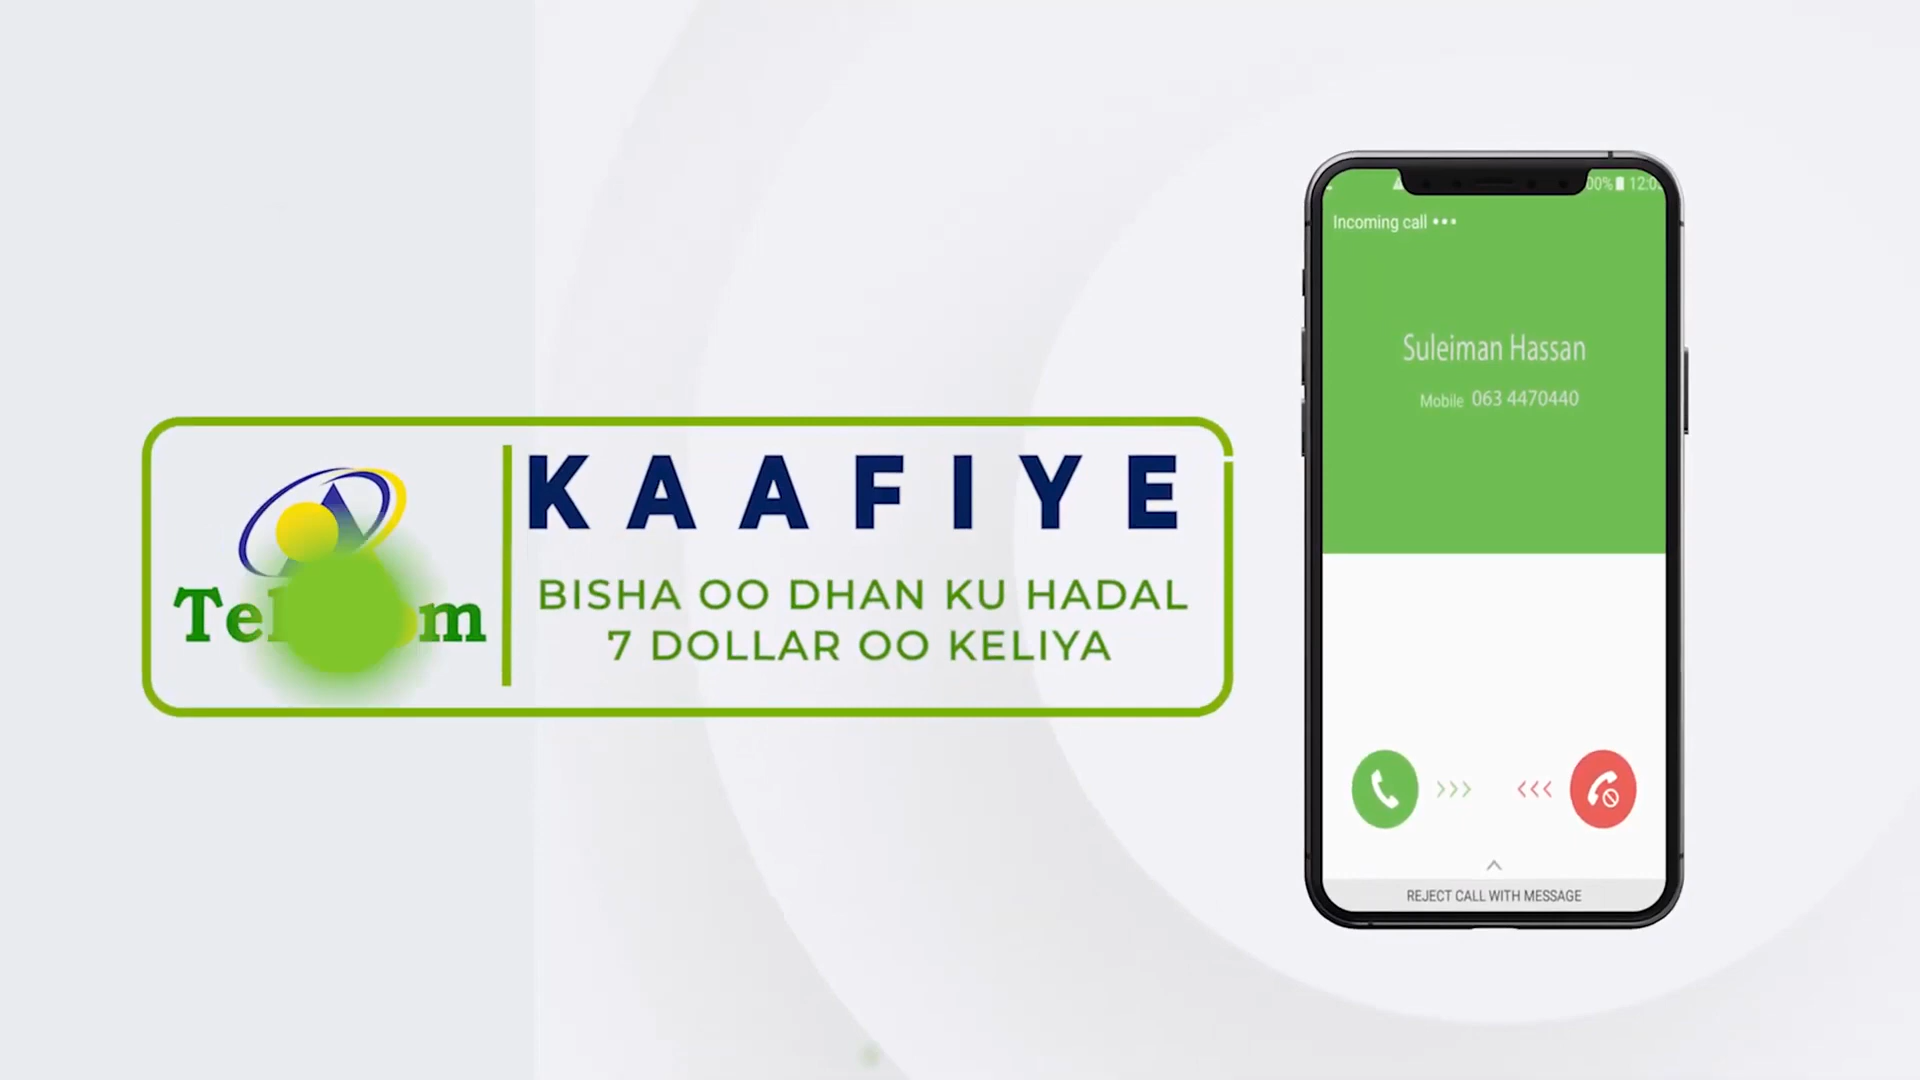 KAAFIYE
BISHA OO DHAN KU HADAL
7 DOLLAR OO KELIYA
Incoming call •••
Suleiman Hassan
Mobile 063 4470440
REJECT CALL WITH MESSAGE